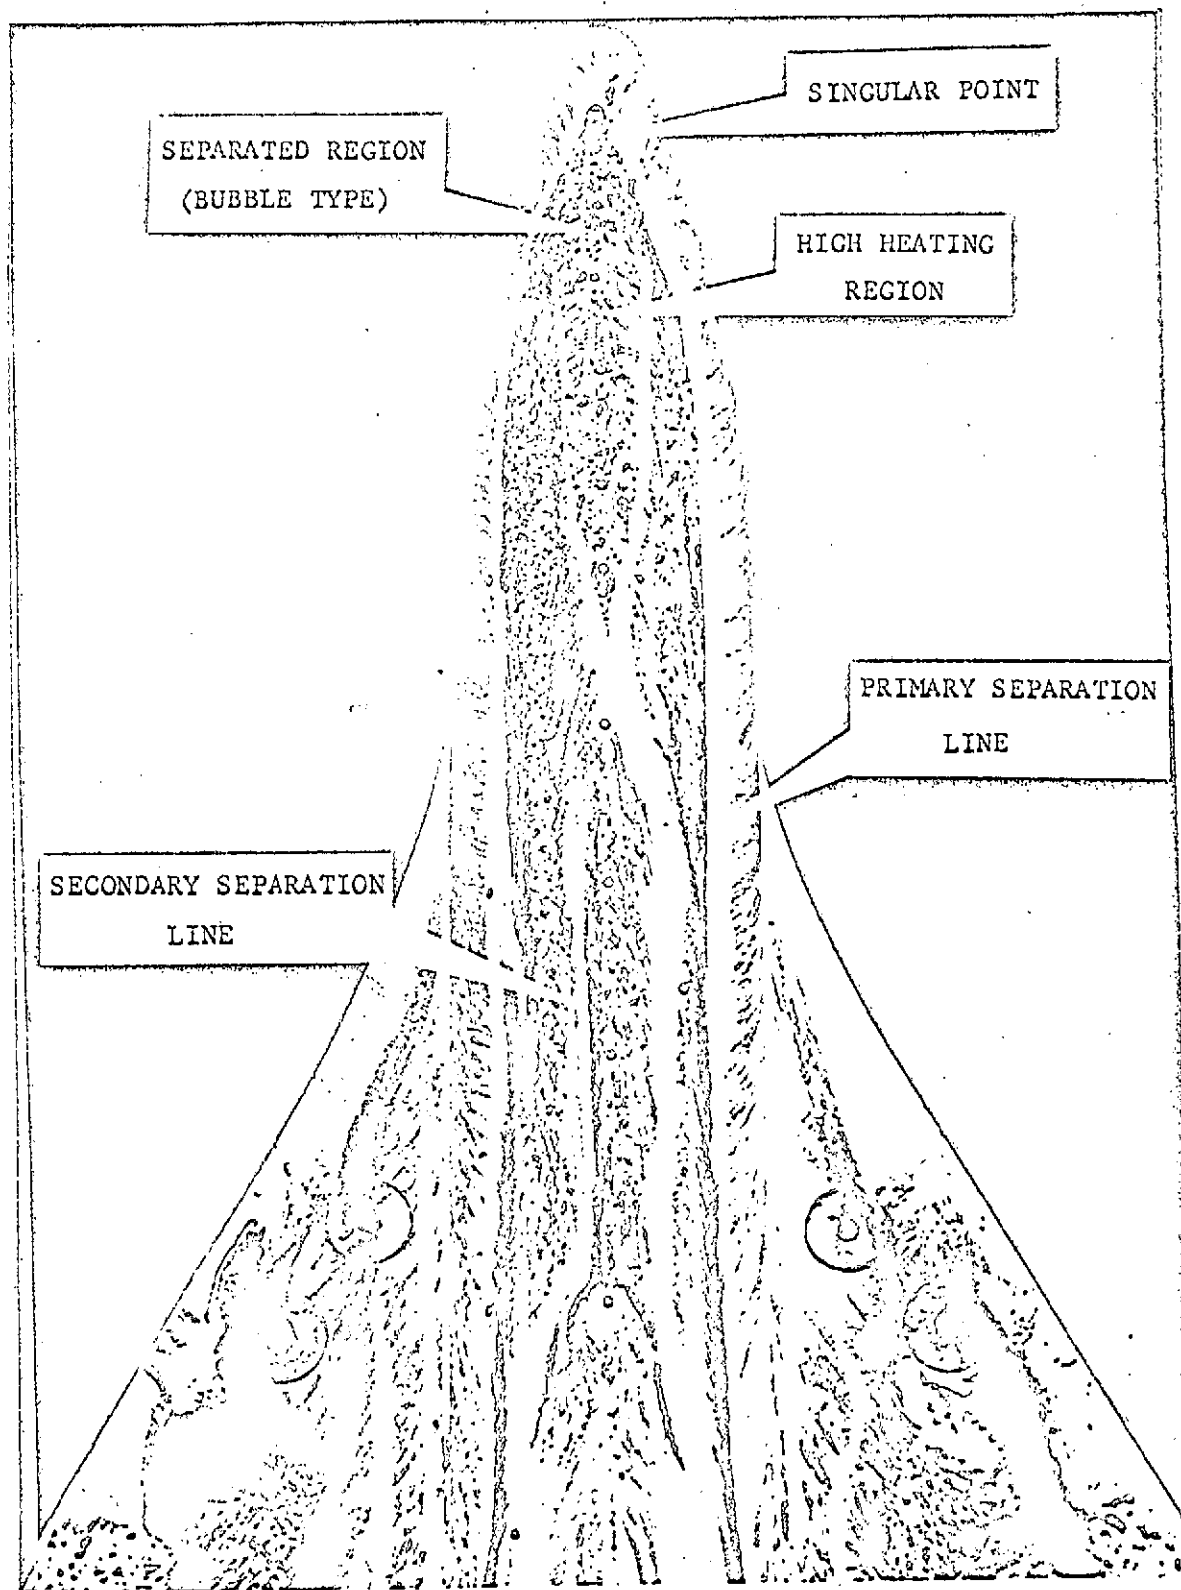 SINGULAR POINT
SEPARATED REGION
(BUBBLE TYPE)
HIGH HEATING
REGION
PRIMARY SEPARATION
LINE
SECONDARY SEPARATION
LINE